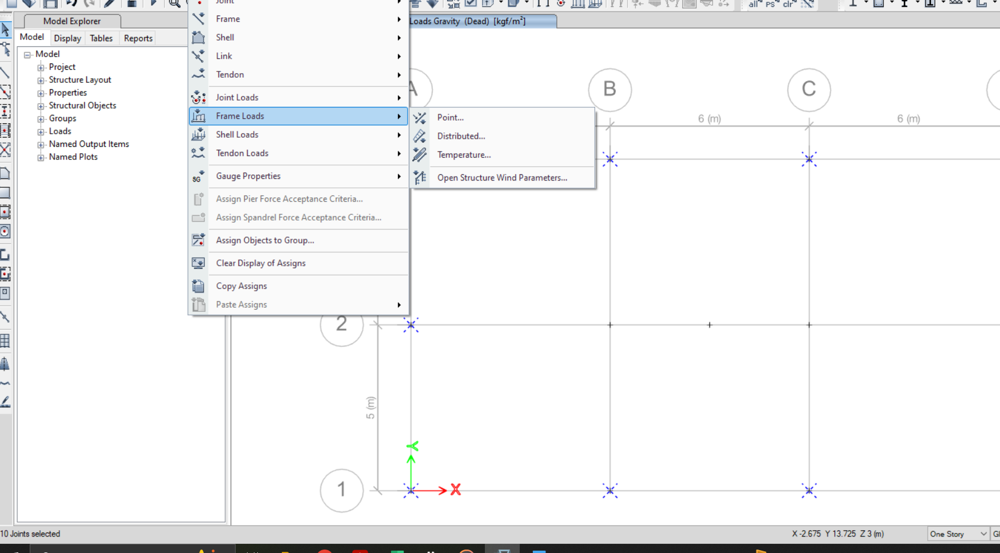 Joint
all PS clr
Model Explorer
Loads Gravity (Dead) [kgf/m²]
Frame
Model Display Tables Reports
Shell
Model
Link
Project
Tendon
Structure Layout
Properties
Joint Loads
Structural Objects
Frame Loads
Groups
Point...
Loads
Shell Loads
Distributed...
Named Output Items
Tendon Loads
Temperature...
Named Plots
SG Gauge Properties
Open Structure Wind Parameters...
Assign Pier Force Acceptance Criteria...
Assign Spandrel Force Acceptance Criteria...
Assign Objects to Group...
Clear Display of Assigns
Copy Assigns
Paste Assigns
A
B
C
6 (m)
6 (m)
2
5 (m)
Y
1
X
10 Joints selected
X -2.675 Y 13.725 Z 3 (m)
One Story